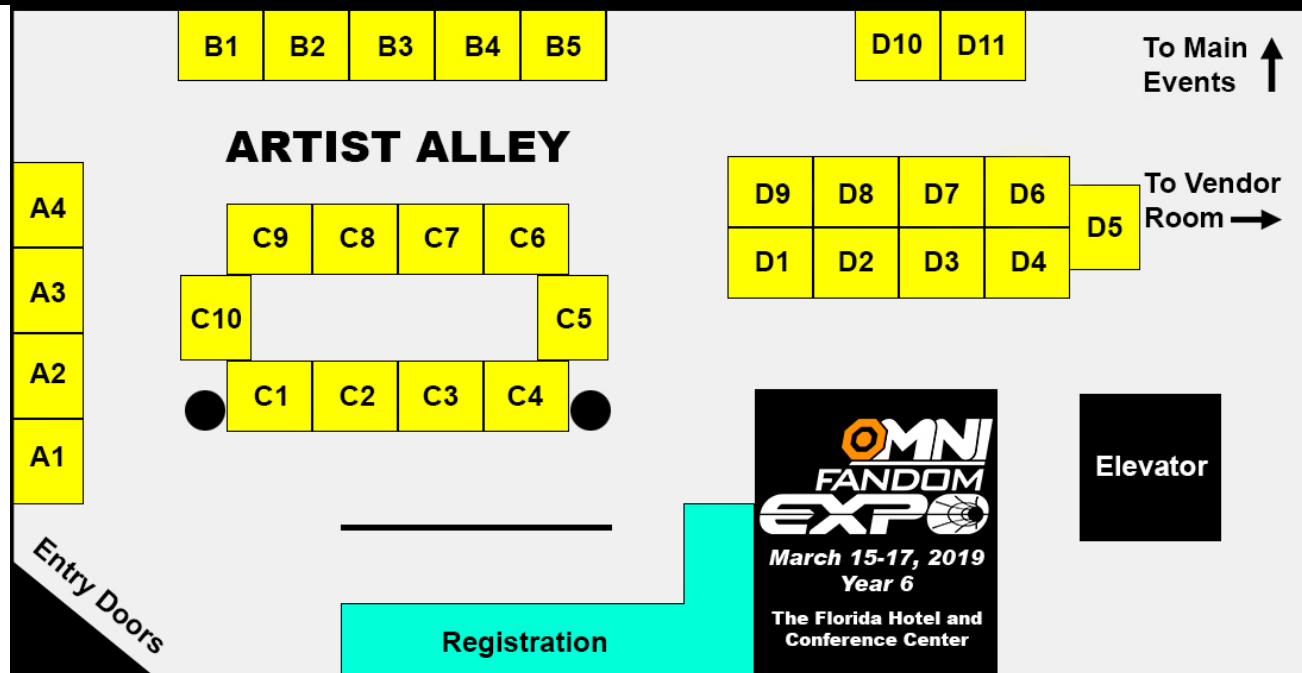 B1 B2 B3 B4 B5 D10 D11
To Main
Events
ARTIST ALLEY
A4
A3
A2
A1
C9 C8 C7 C6
C10 C5
C1 C2 C3 C4
D9 D8 D7 D6
D5
D1 D2 D3 D4
To Vendor
Room
OMNI
FANDOM
EXPO
March 15-17, 2019
Year 6
The Florida Hotel and
Conference Center
Elevator
Entry Doors
Registration